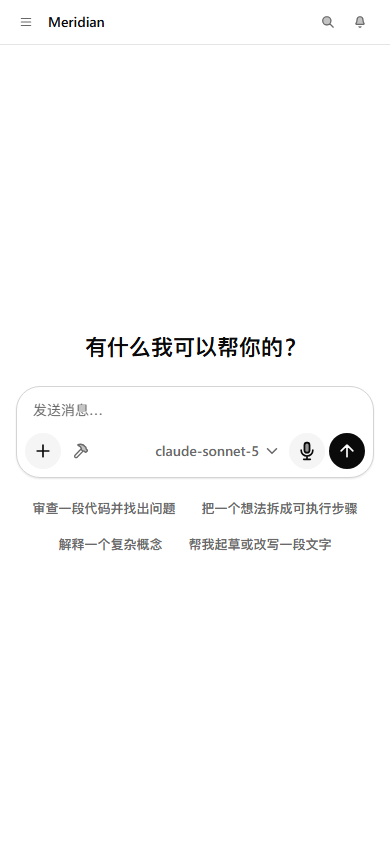 Meridian
有什么我可以帮你的？
发送消息...
claude-sonnet-5
审查一段代码并找出问题 把一个想法拆成可执行步骤
解释一个复杂概念 帮我起草或改写一段文字